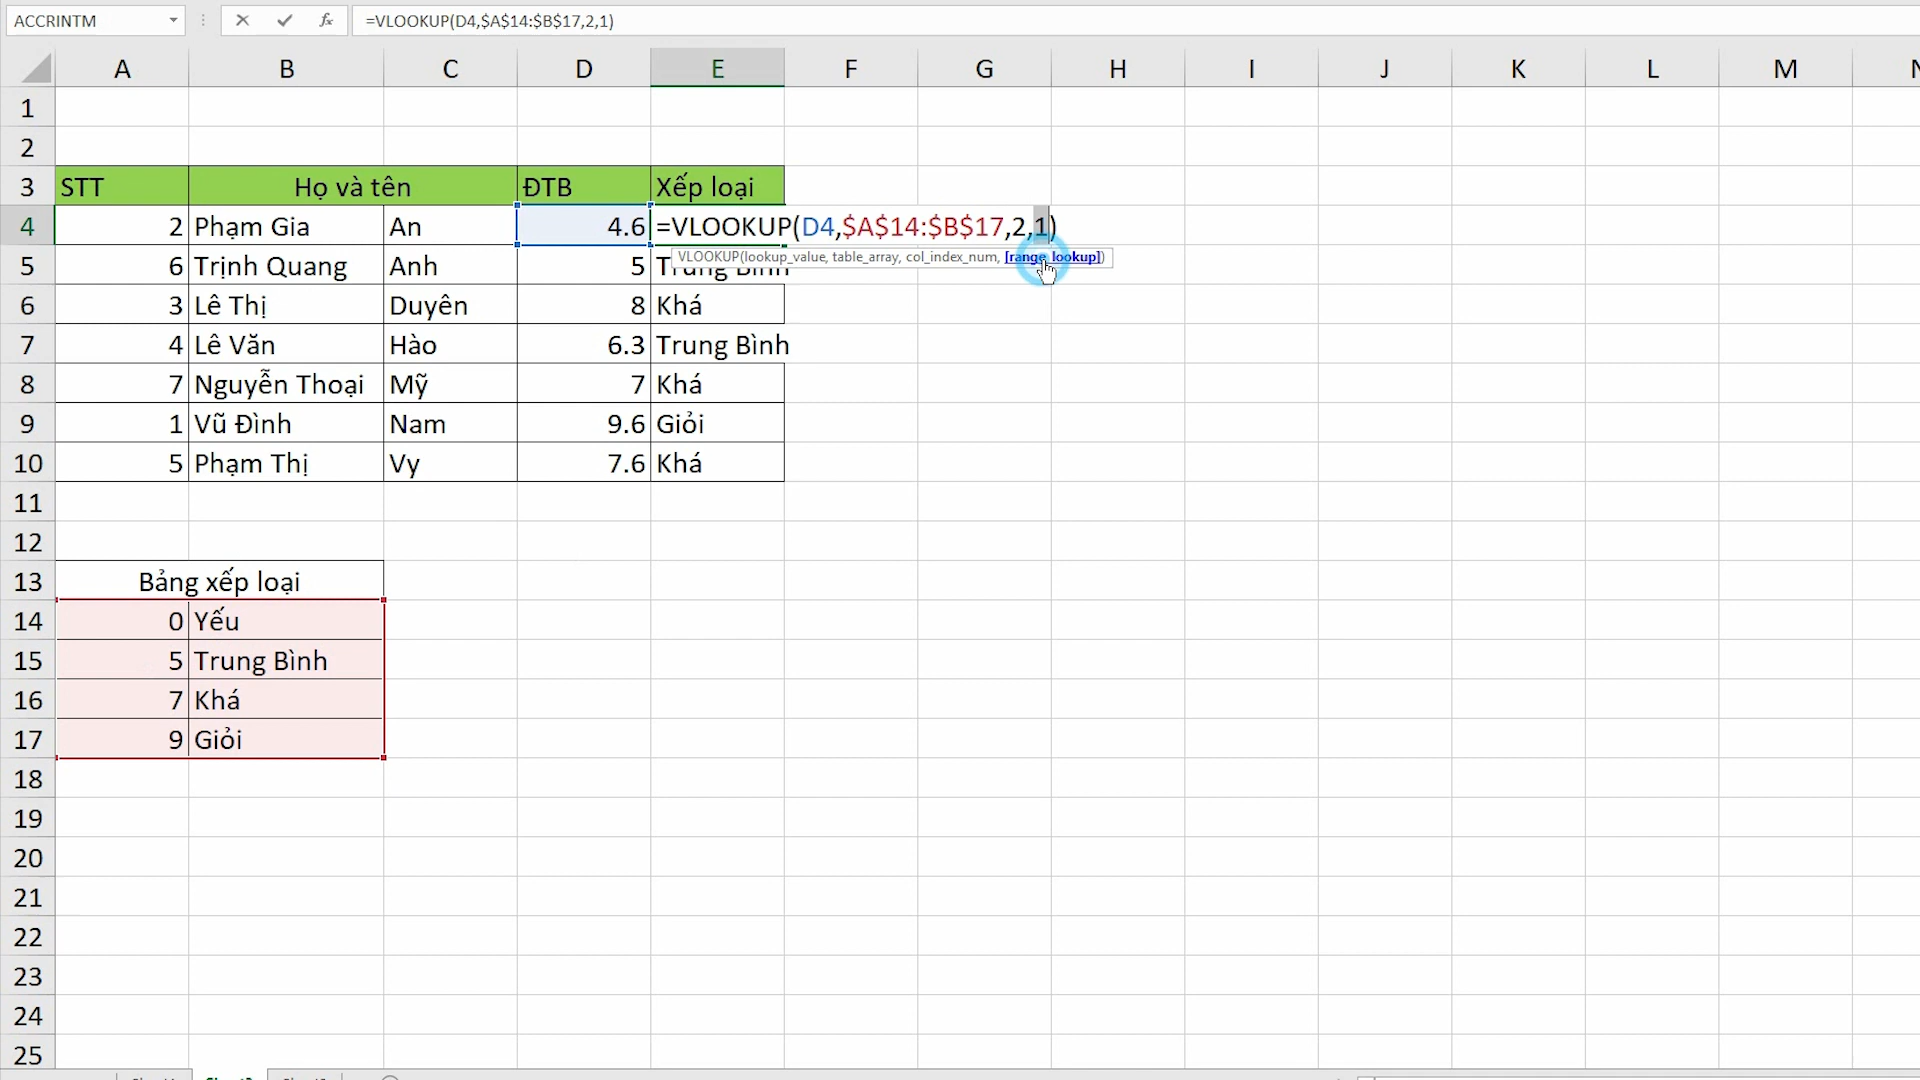 ACCRINTM
fx
=VLOOKUP(D4,$A$14:$B$17,2,1)
A B C D E F G H I J K L M
1
2
3 STT Họ và tên ĐTB Xếp loại
4 2 Phạm Gia An 4.6 =VLOOKUP(D4,$A$14:$B$17,2,1)
VLOOKUP(lookup_value, table_array, col_index_num, [range_lookup])
5 6 Trịnh Quang Anh 5 Trung Bình
6 3 Lê Thị Duyên 8 Khá
7 4 Lê Văn Hào 6.3 Trung Bình
8 7 Nguyễn Thoại Mỹ 7 Khá
9 1 Vũ Đình Nam 9.6 Giỏi
10 5 Phạm Thị Vy 7.6 Khá
11
12
13 Bảng xếp loại
14 0 Yếu
15 5 Trung Bình
16 7 Khá
17 9 Giỏi
18
19
20
21
22
23
24
25